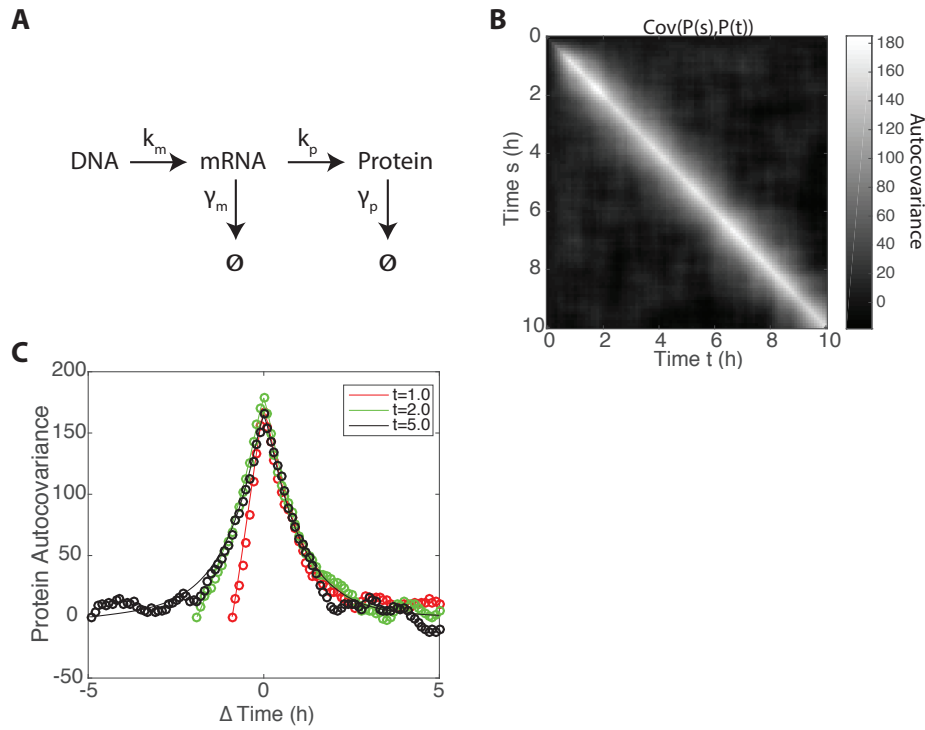 A
DNA
k_m
mRNA
k_p
Protein
γ_m
γ_p
Ø
Ø
B
Cov(P(s),P(t))
Time s (h)
0
2
4
6
8
10
0
2
4
6
8
10
Time t (h)
180
160
140
120
100
80
60
40
20
0
Autocovariance
C
Protein Autocovariance
200
150
100
50
0
-50
-5
0
5
Δ Time (h)
t=1.0
t=2.0
t=5.0